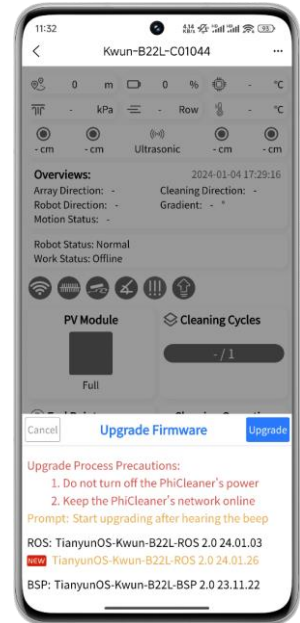 11:32
4.14 KB/s 35
Kwun-B22L-C01044 ...
0 m 0 % - °C
- kPa - Row - °C
- cm - cm Ultrasonic - cm - cm
Overviews: 2024-01-04 17:29:16
Array Direction: - Cleaning Direction: -
Robot Direction: - Gradient: - °
Motion Status: -
Robot Status: Normal
Work Status: Offline
PV Module Cleaning Cycles
- / 1
Full
Cancel Upgrade Firmware Upgrade
Upgrade Process Precautions:
1. Do not turn off the PhiCleaner's power
2. Keep the PhiCleaner's network online
Prompt: Start upgrading after hearing the beep
ROS: TianyunOS-Kwun-B22L-ROS 2.0 24.01.03
NEW TianyunOS-Kwun-B22L-ROS 2.0 24.01.26
BSP: TianyunOS-Kwun-B22L-BSP 2.0 23.11.22